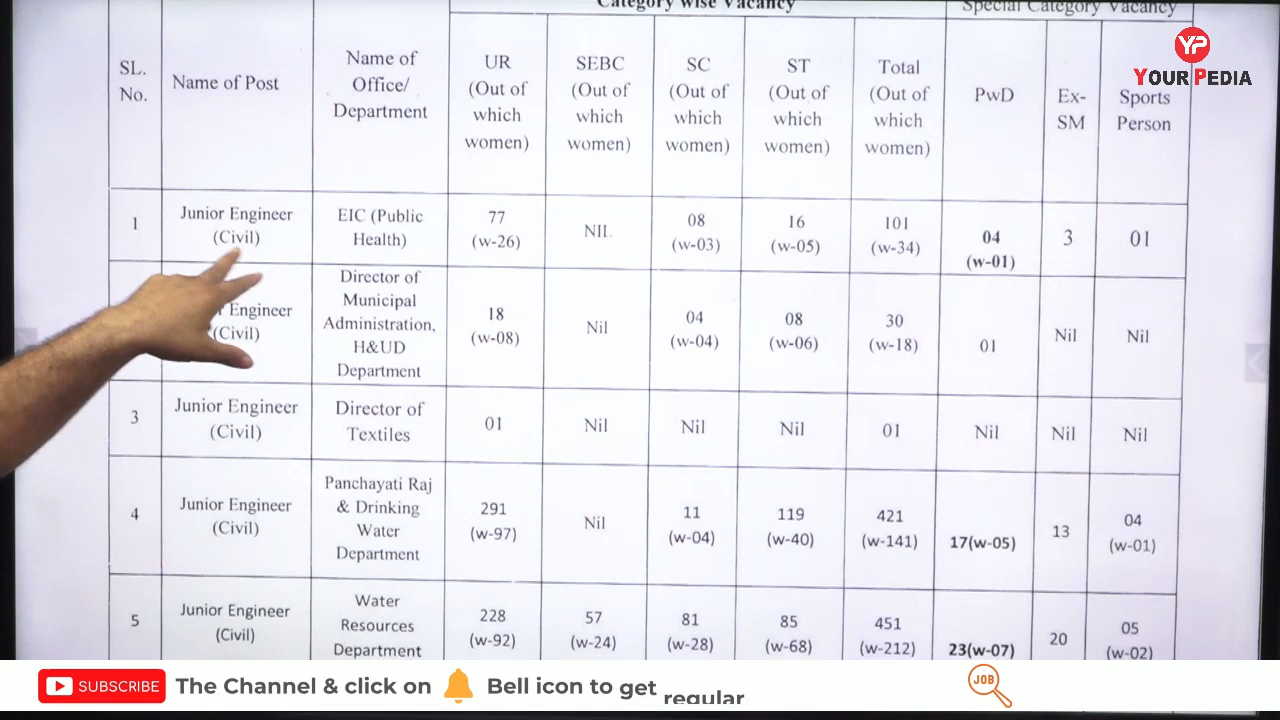 Category wise Vacancy
Special Category Vacancy
YP
YOUR PEDIA
SL.
No.
Name of Post
Name of
Office/
Department
UR
(Out of
which
women)
SEBC
(Out of
which
women)
SC
(Out of
which
women)
ST
(Out of
which
women)
Total
(Out of
which
women)
PwD
Ex-
SM
Sports
Person
1
Junior Engineer
(Civil)
EIC (Public
Health)
77
(w-26)
NIL
08
(w-03)
16
(w-05)
101
(w-34)
04
(w-01)
3
01
Engineer
(Civil)
Director of
Municipal
Administration,
H&UD
Department
18
(w-08)
Nil
04
(w-04)
08
(w-06)
30
(w-18)
01
Nil
Nil
3
Junior Engineer
(Civil)
Director of
Textiles
01
Nil
Nil
Nil
01
Nil
Nil
Nil
4
Junior Engineer
(Civil)
Panchayati Raj
& Drinking
Water
Department
291
(w-97)
Nil
11
(w-04)
119
(w-40)
421
(w-141)
17(w-05)
13
04
(w-01)
5
Junior Engineer
(Civil)
Water
Resources
Department
228
(w-92)
57
(w-24)
81
(w-28)
85
(w-68)
451
(w-212)
23(w-07)
20
05
(w-02)
SUBSCRIBE The Channel & click on Bell icon to get regular
JOB